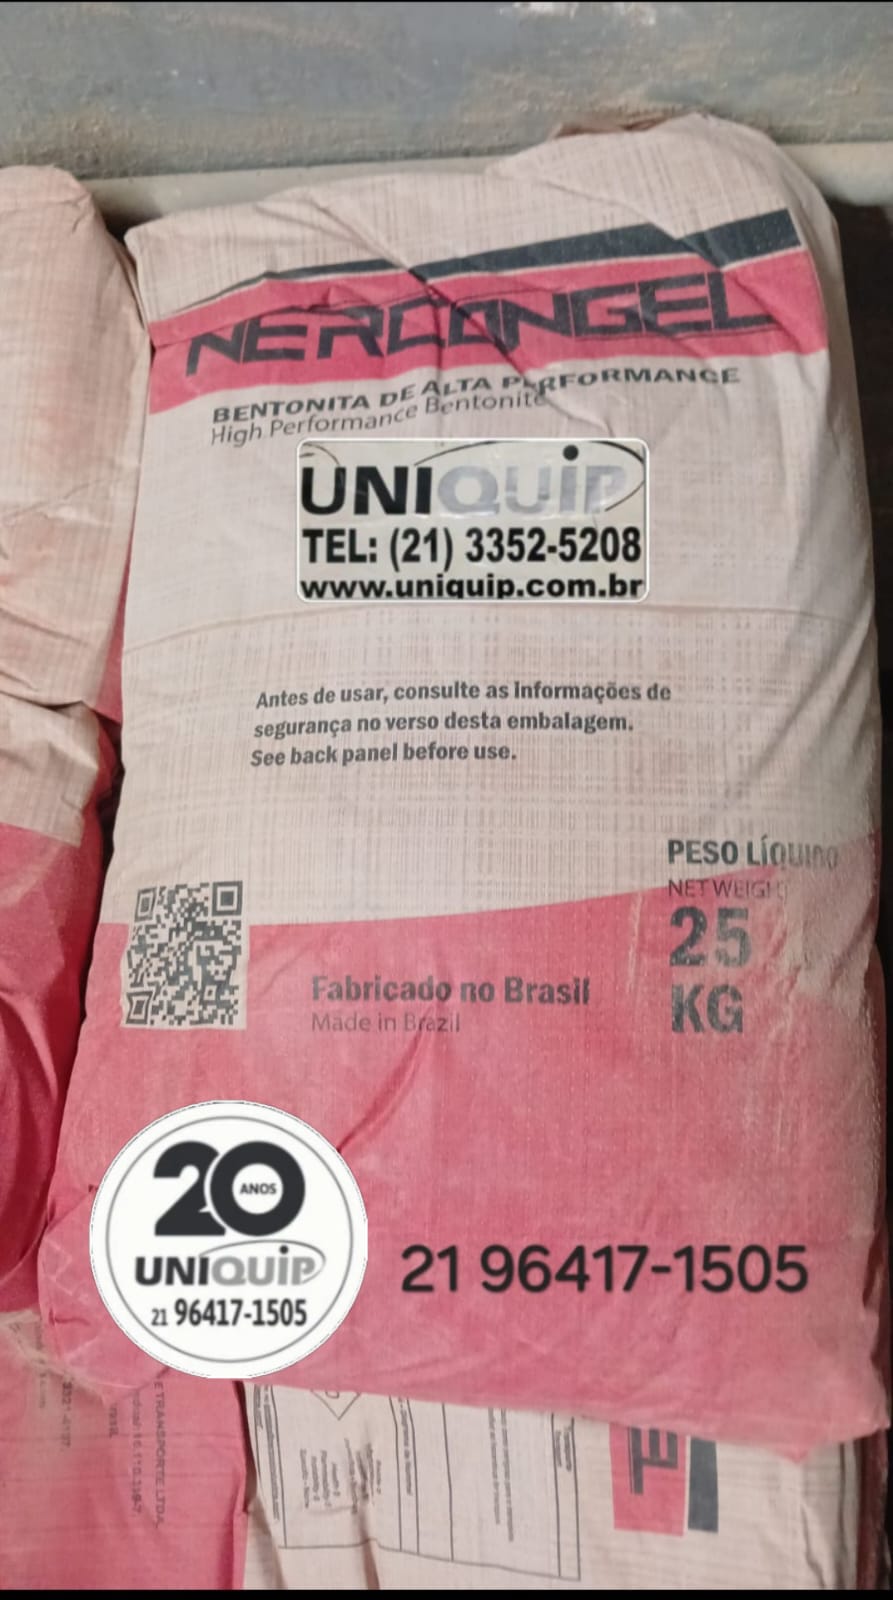 NERCONGEL
BENTONITA DE ALTA PERFORMANCE
High Performance Bentonite
UNIQUIP
TEL: (21) 3352-5208
www.uniquip.com.br
Antes de usar, consulte as informações de
segurança no verso desta embalagem.
See back panel before use.
PESO LÍQUIDO
NET WEIGHT
25
KG
Fabricado no Brasil
Made in Brazil
20
ANOS
UNIQUIP
21 96417-1505
21 96417-1505
E TRANSPORTE LTDA